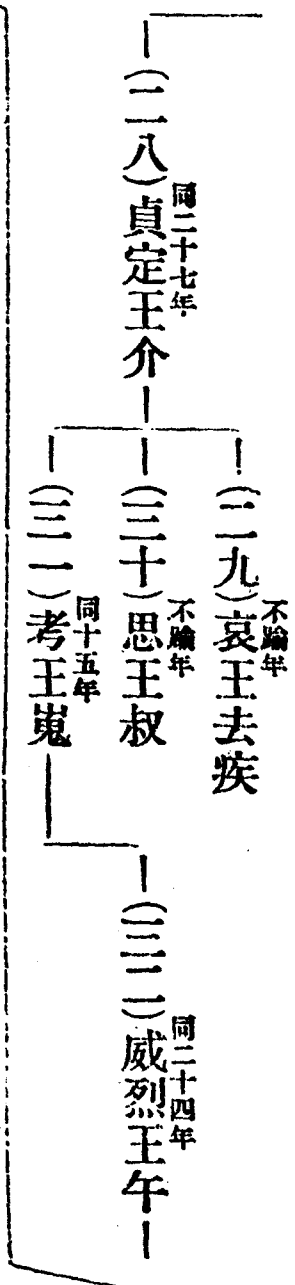 (二八)貞定王介
同二十七年
(二九)哀王去疾
不踰年
(三十)思王叔
不踰年
(三一)考王嵬
同十五年
(三二)威烈王午
同二十四年